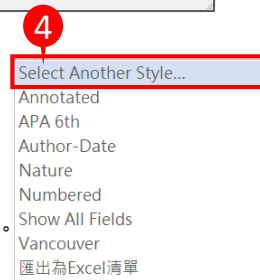 4
Select Another Style...
Annotated
APA 6th
Author-Date
Nature
Numbered
Show All Fields
。
Vancouver
匯出為Excel清單